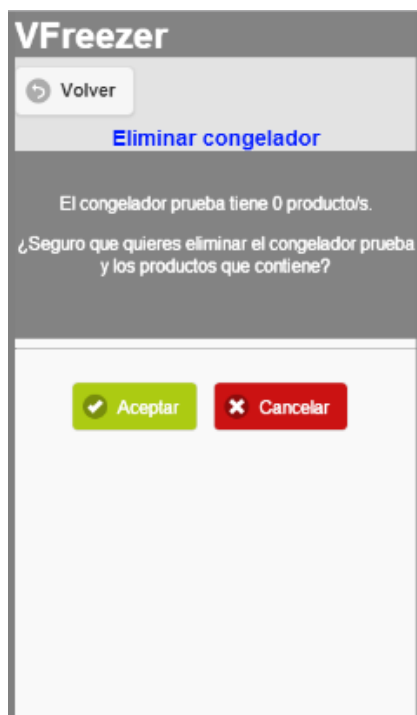 VFreezer
Volver
Eliminar congelador
El congelador prueba tiene 0 producto/s.
¿Seguro que quieres eliminar el congelador prueba
y los productos que contiene?
Aceptar
Cancelar